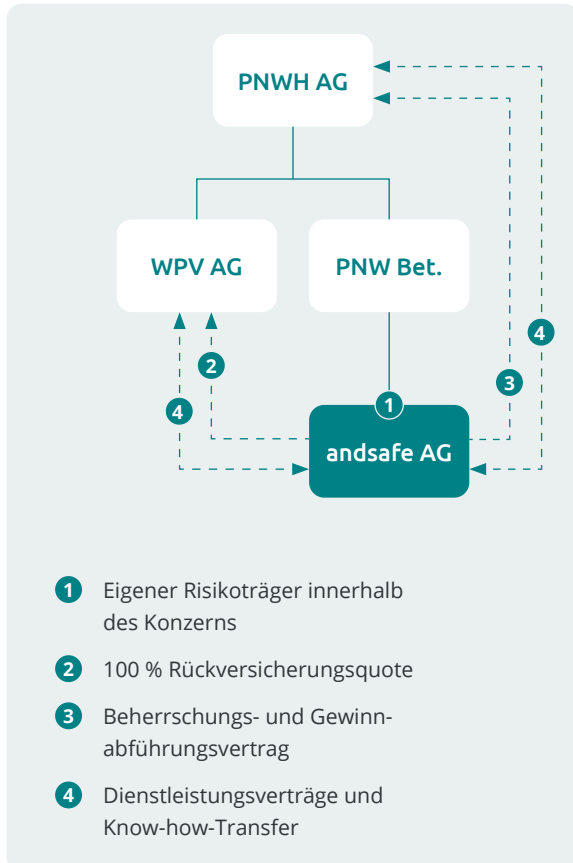 PNWH AG
WPV AG
PNW Bet.
4
2
3
4
1
andsafe AG
1 Eigener Risikoträger innerhalb
des Konzerns
2 100 % Rückversicherungsquote
3 Beherrschungs- und Gewinn-
abführungsvertrag
4 Dienstleistungsverträge und
Know-how-Transfer